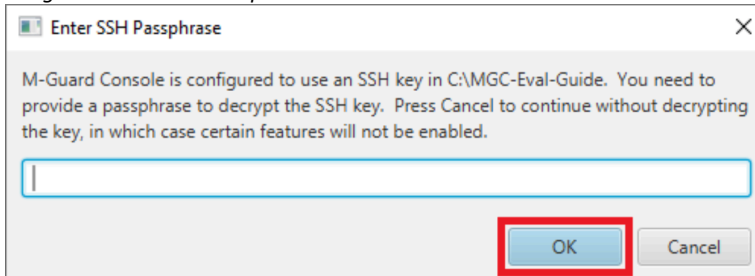 Enter SSH Passphrase
M-Guard Console is configured to use an SSH key in C:\MGC-Eval-Guide. You need to
provide a passphrase to decrypt the SSH key. Press Cancel to continue without decrypting
the key, in which case certain features will not be enabled.
OK Cancel